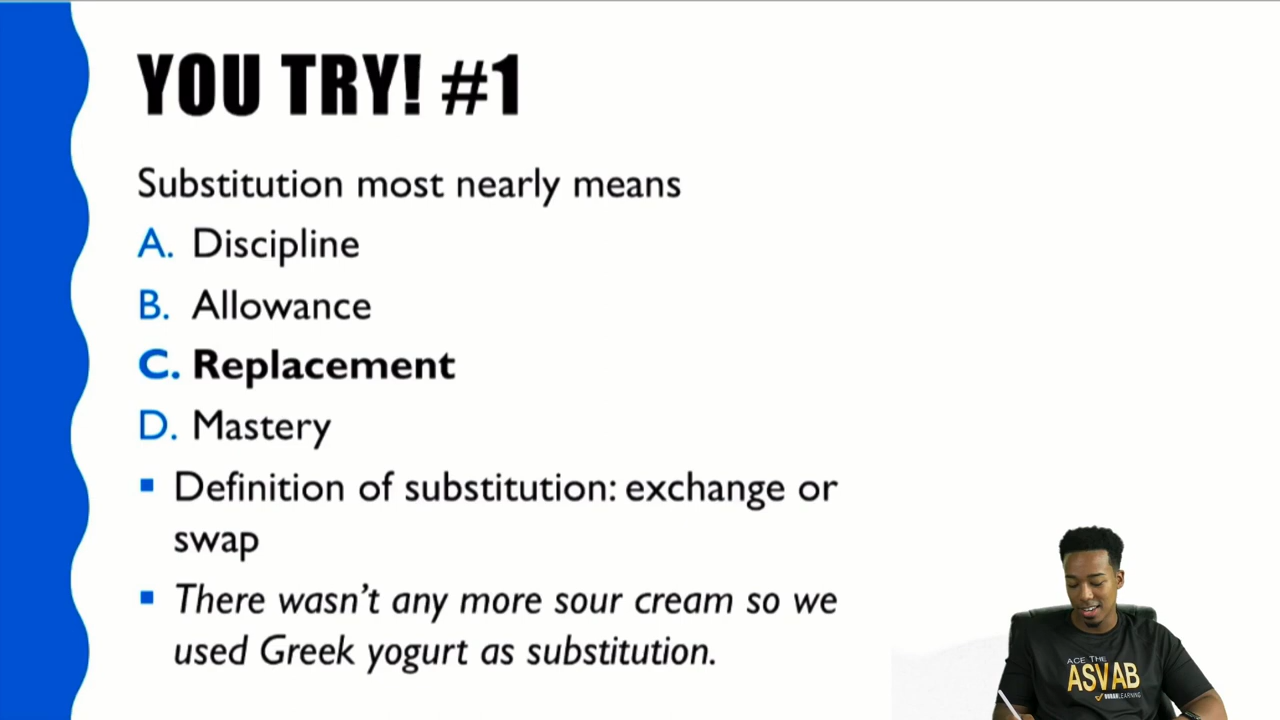 YOU TRY! #1
Substitution most nearly means
A. Discipline
B. Allowance
C. Replacement
D. Mastery
▪ Definition of substitution: exchange or
swap
▪ There wasn't any more sour cream so we
used Greek yogurt as substitution.
ACE THE
ASVAB
LEARNING